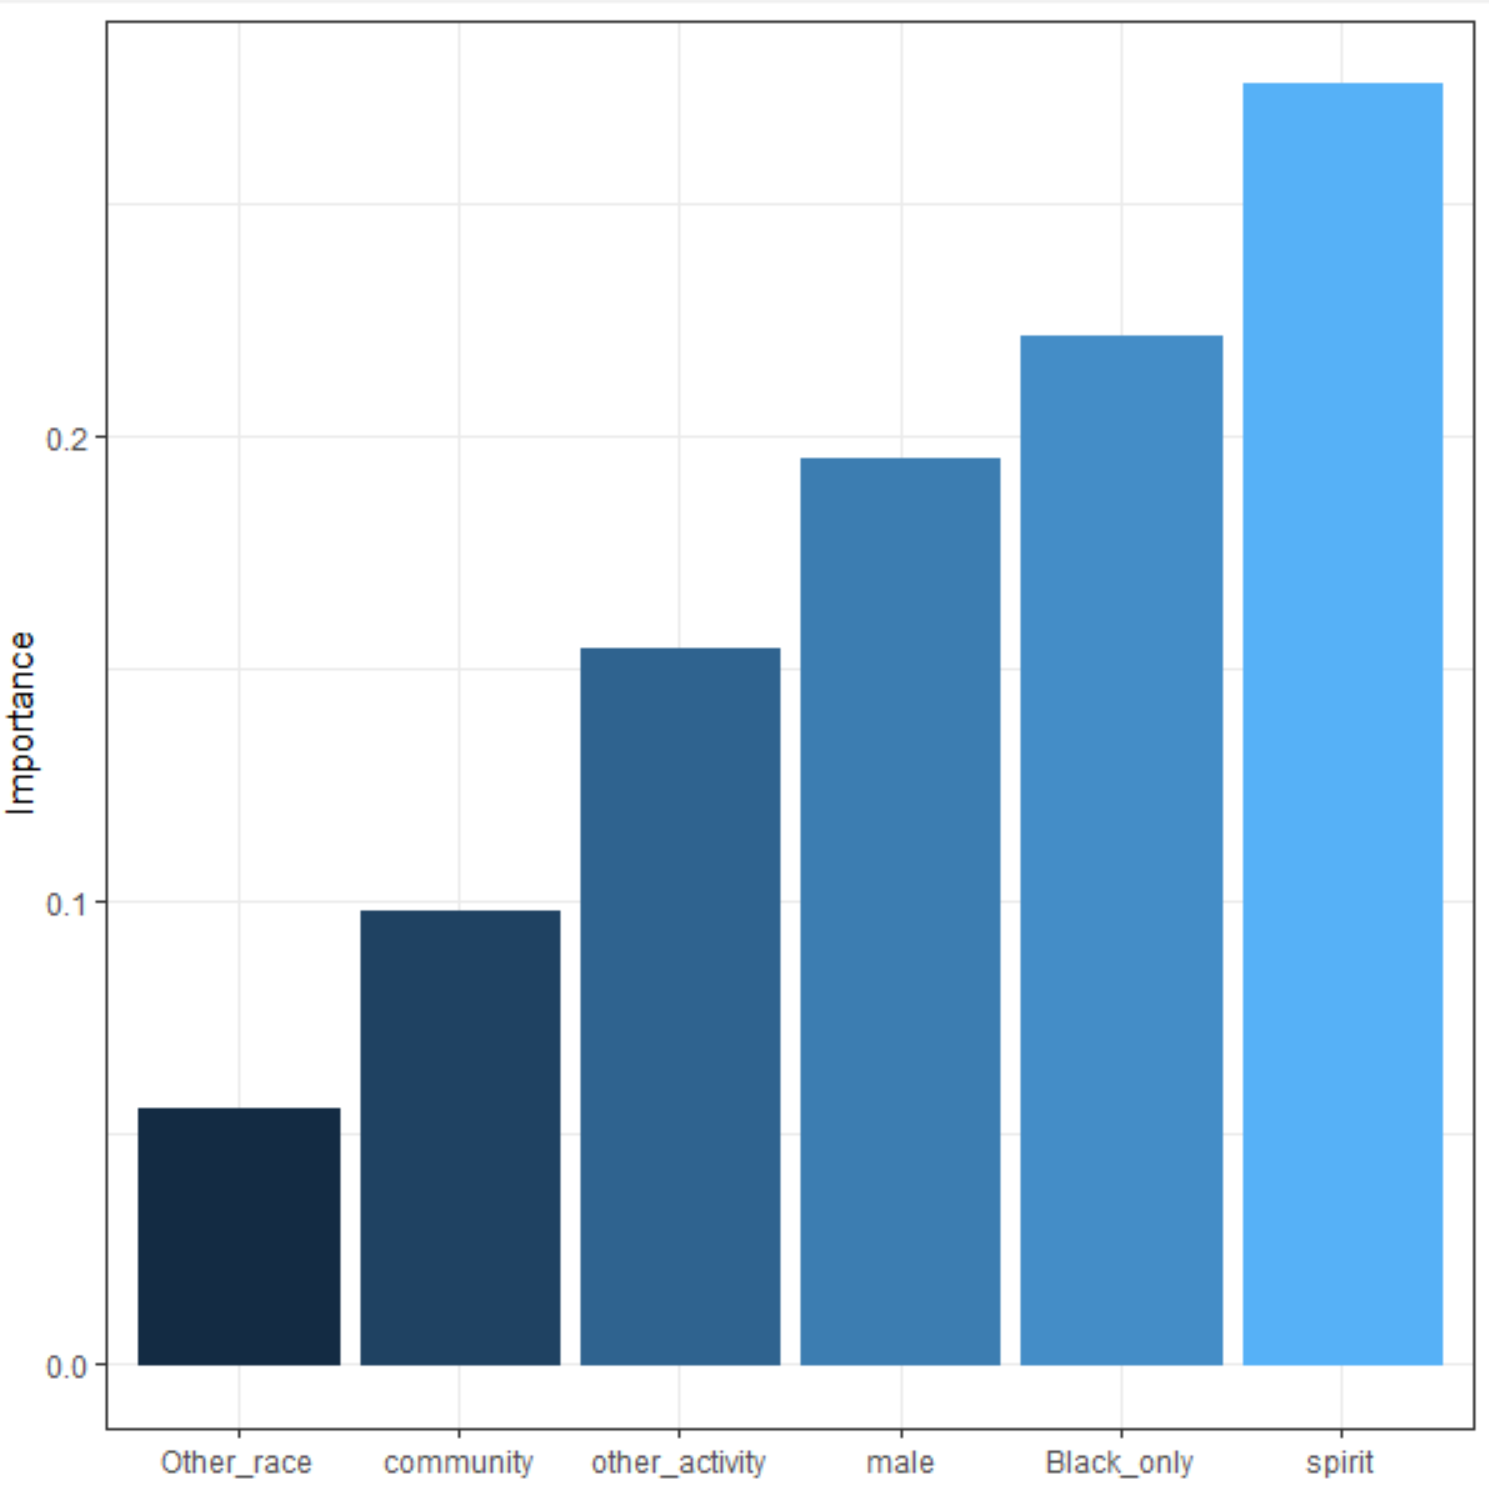 Importance
0.2
0.1
0.0
Other_race community other_activity male Black_only spirit